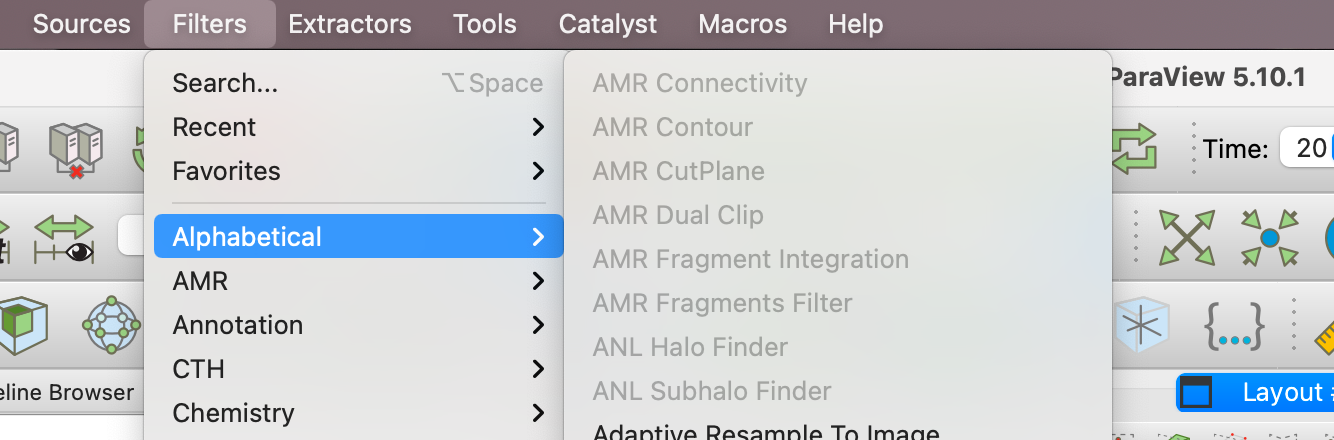 Sources Filters Extractors Tools Catalyst Macros Help
Search... ⌥Space
Recent
Favorites
Alphabetical
AMR
Annotation
CTH
Chemistry
AMR Connectivity
AMR Contour
AMR CutPlane
AMR Dual Clip
AMR Fragment Integration
AMR Fragments Filter
ANL Halo Finder
ANL Subhalo Finder
Adaptive Resample To Image
ParaView 5.10.1
Time: 20
{...}
eline Browser
Layout